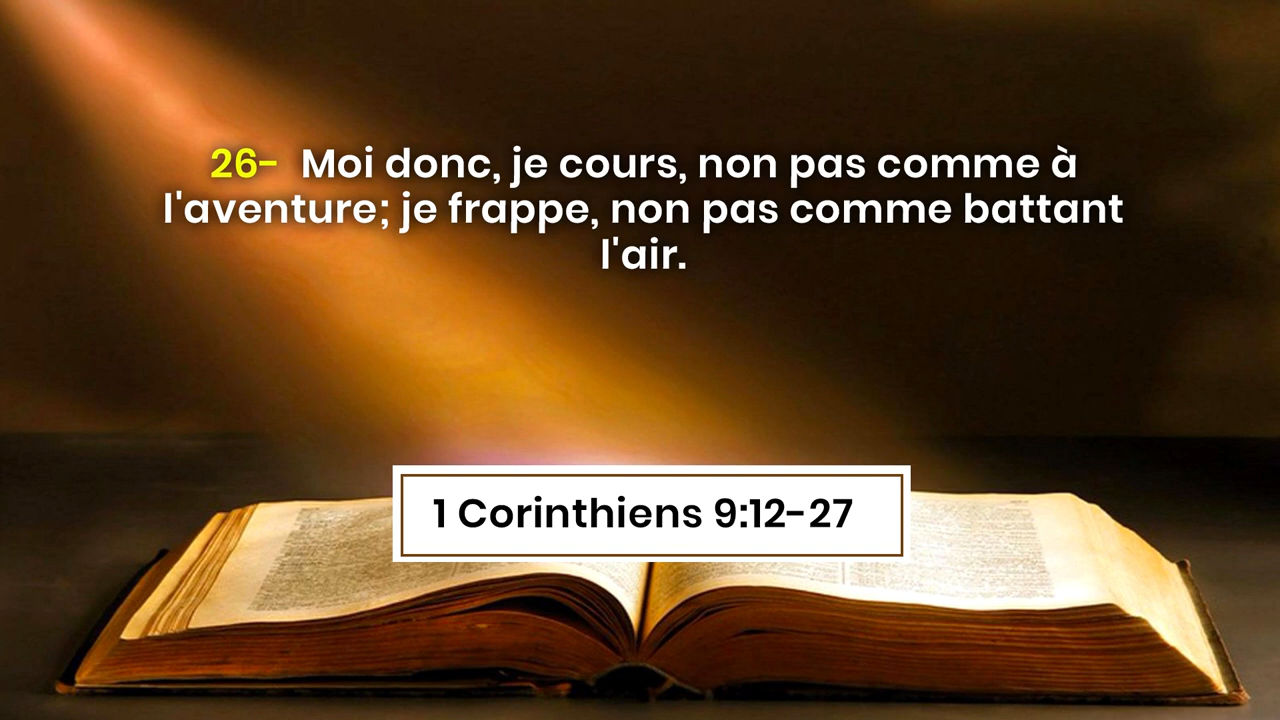 26- Moi donc, je cours, non pas comme à
l'aventure; je frappe, non pas comme battant
l'air.
1 Corinthiens 9:12-27